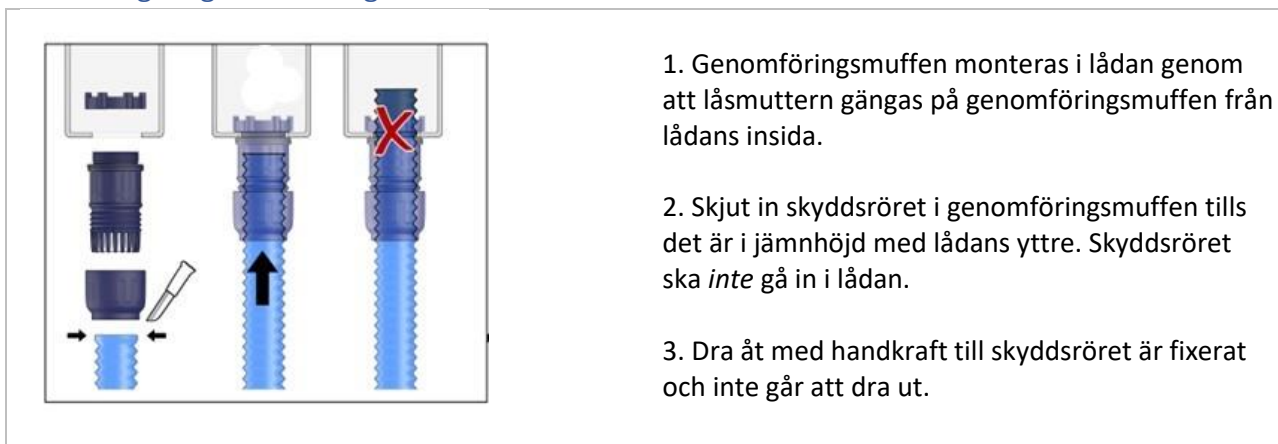 1. Genomföringsmuffen monteras i lådan genom
att låsmuttern gängas på genomföringsmuffen från
lådans insida.
2. Skjut in skyddsröret i genomföringsmuffen tills
det är i jämnhöjd med lådans yttre. Skyddsröret
ska inte gå in i lådan.
3. Dra åt med handkraft till skyddsröret är fixerat
och inte går att dra ut.